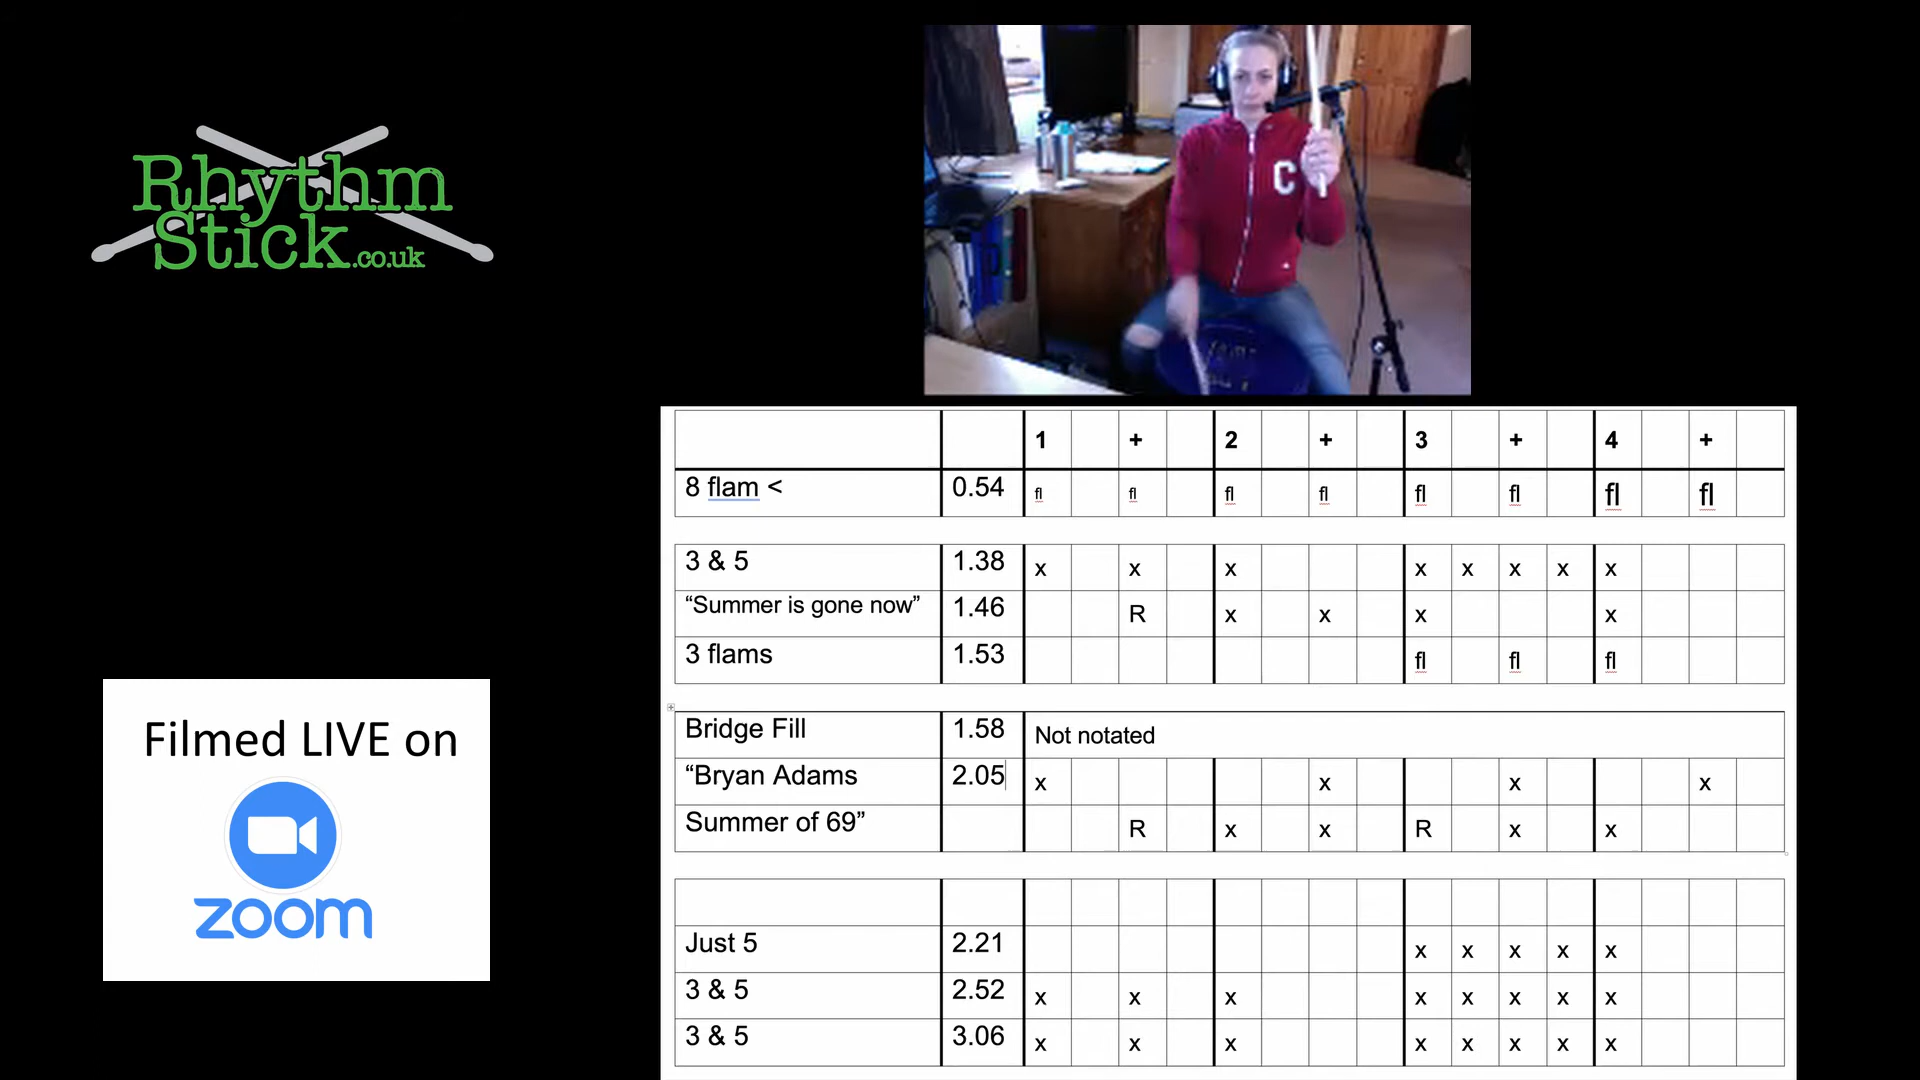 Rhythm
Stick.co.uk
C
1 + 2 + 3 + 4 +
8 flam < 0.54 fl fl fl fl fl fl fl fl
3 & 5 1.38 x x x x x x x x
“Summer is gone now” 1.46 R x x x x
3 flams 1.53 fl fl fl
Bridge Fill 1.58 Not notated
“Bryan Adams 2.05 x x x x
Summer of 69” R x x R x x
Just 5 2.21 x x x x x
3 & 5 2.52 x x x x x x x x
3 & 5 3.06 x x x x x x x x
Filmed LIVE on
zoom